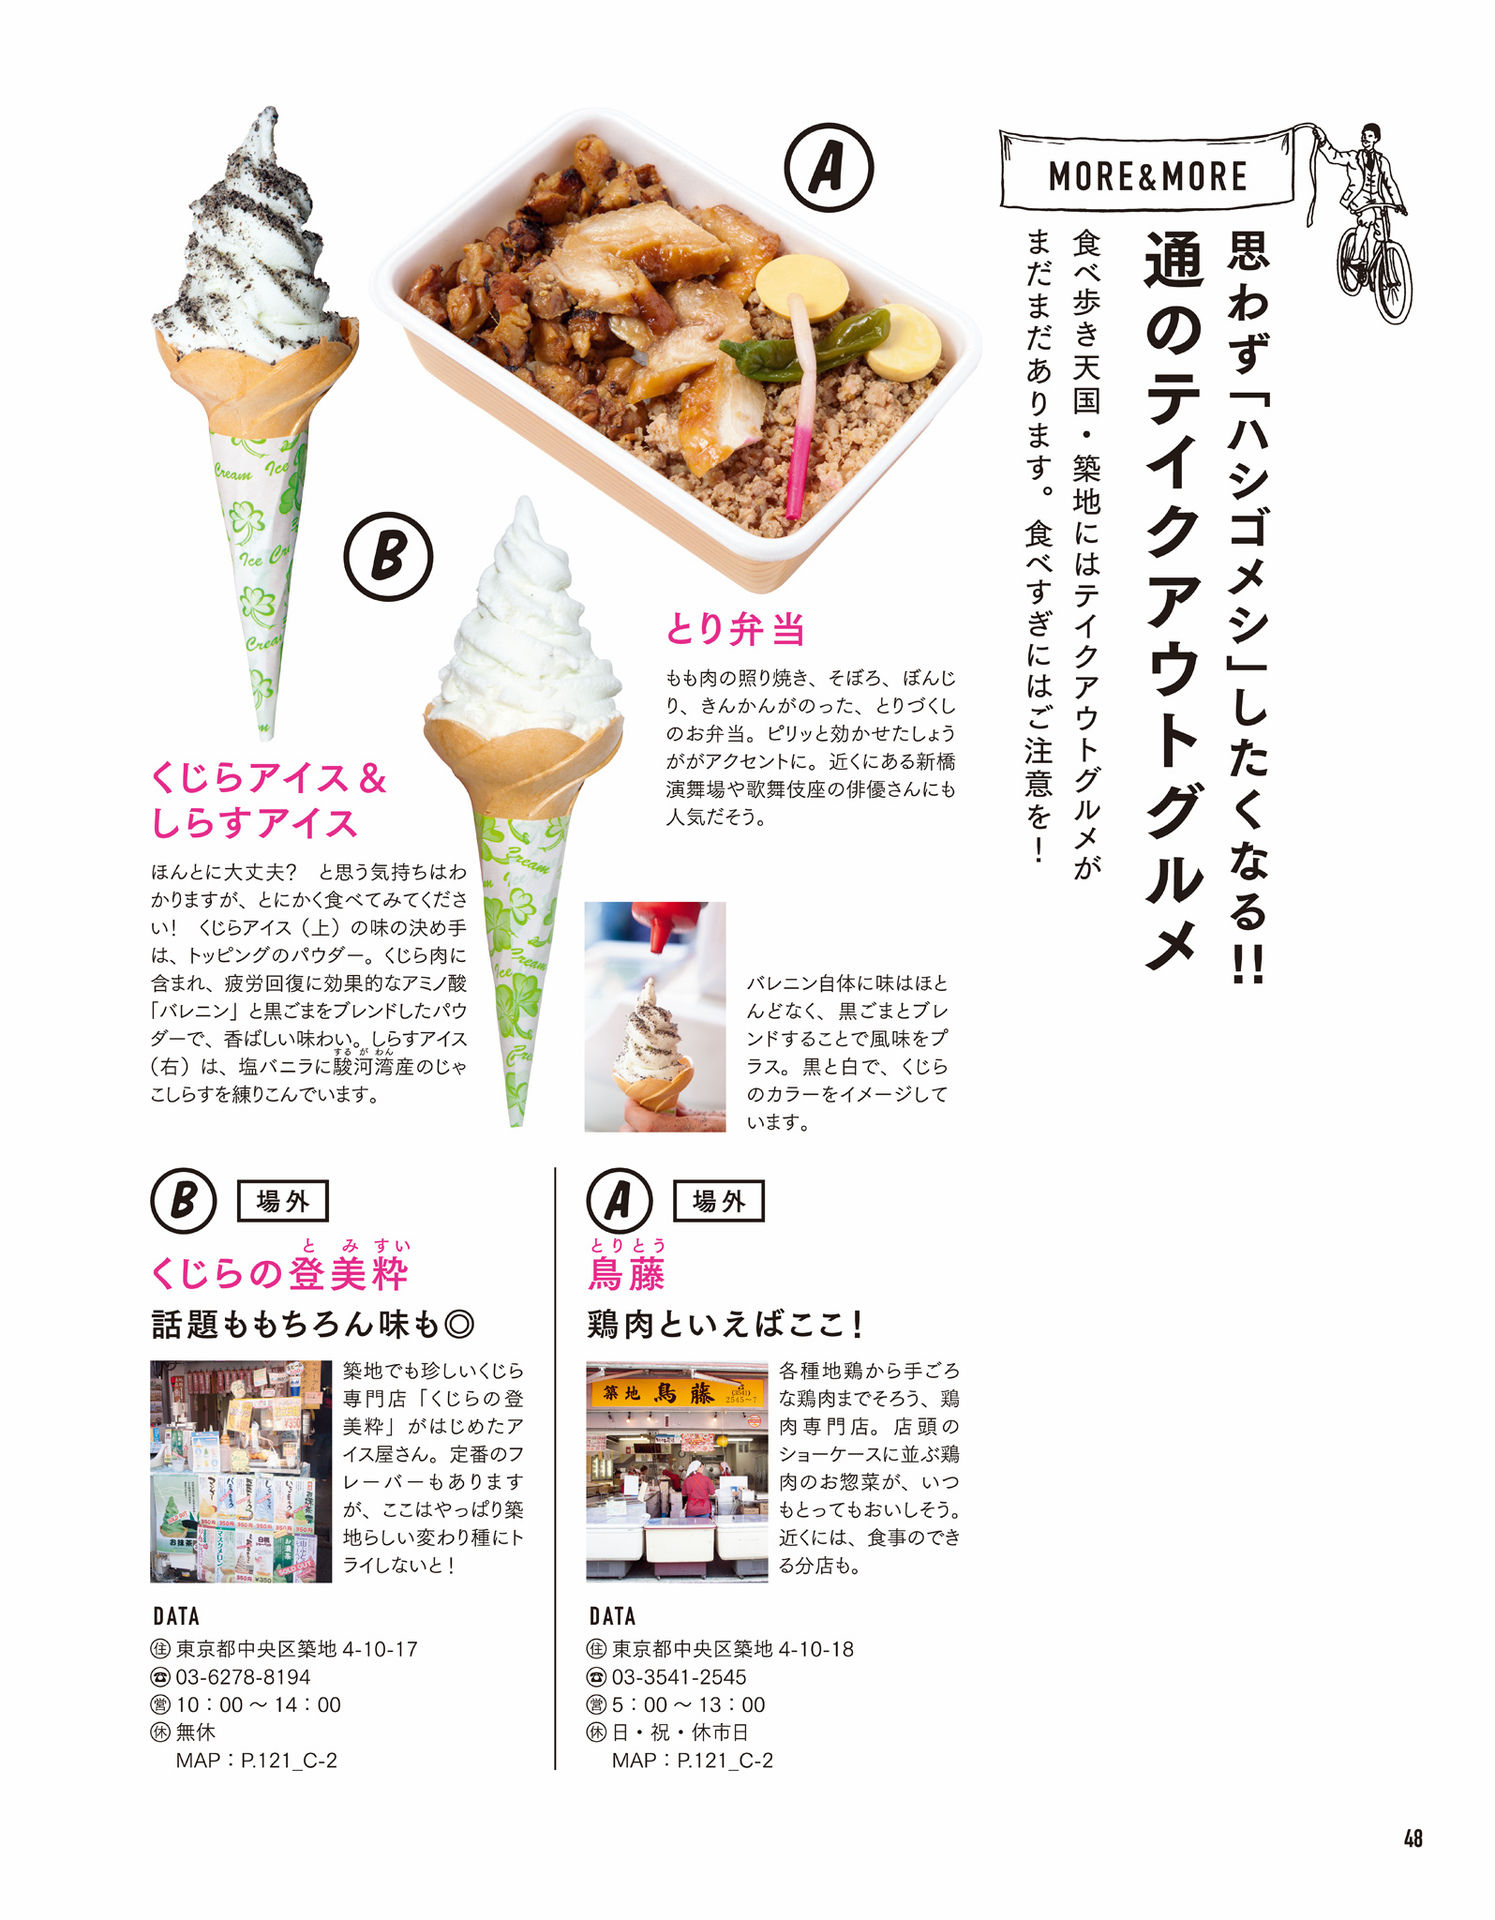 MORE&MORE
思わず「ハシゴメシ」したくなる!!
通のテイクアウトグルメ
食べ歩き天国・築地にはテイクアウトグルメが
まだまだあります。食べすぎにはご注意を！
A
とり弁当
もも肉の照り焼き、そぼろ、ぼんじ
り、きんかんがのった、とりづくし
のお弁当。ピリッと効かせたしょう
ががアクセントに。近くにある新橋
演舞場や歌舞伎座の俳優さんにも
人気だそう。
B
くじらアイス＆
しらすアイス
ほんとに大丈夫？　と思う気持ちはわ
かりますが、とにかく食べてみてくださ
い！　くじらアイス（上）の味の決め手
は、トッピングのパウダー。くじら肉に
含まれ、疲労回復に効果的なアミノ酸
「バレニン」と黒ごまをブレンドしたパウ
ダーで、香ばしい味わい。しらすアイス
するがわん
（右）は、塩バニラに駿河湾産のじゃ
こしらすを練りこんでいます。
バレニン自体に味はほと
んどなく、黒ごまとブレ
ンドすることで風味をプ
ラス。黒と白で、くじら
のカラーをイメージして
います。
A
場外
とりとう
鳥藤
鶏肉といえばここ！
築地 鳥藤
(3541)
2545～7
各種地鶏から手ごろ
な鶏肉までそろう、鶏
肉専門店。店頭の
ショーケースに並ぶ鶏
肉のお惣菜が、いつ
もとってもおいしそう。
近くには、食事のでき
る分店も。
DATA
住 東京都中央区築地 4-10-18
☎ 03-3541-2545
営 5：00 ～ 13：00
休 日・祝・休市日
MAP：P.121_C-2
B
場外
とみすい
くじらの登美粋
話題ももちろん味も◎
築地でも珍しいくじら
専門店「くじらの登
美粋」がはじめたア
イス屋さん。定番のフ
レーバーもあります
が、ここはやっぱり築
地らしい変わり種にト
ライしないと！
DATA
住 東京都中央区築地 4-10-17
☎ 03-6278-8194
営 10：00 ～ 14：00
休 無休
MAP：P.121_C-2
48